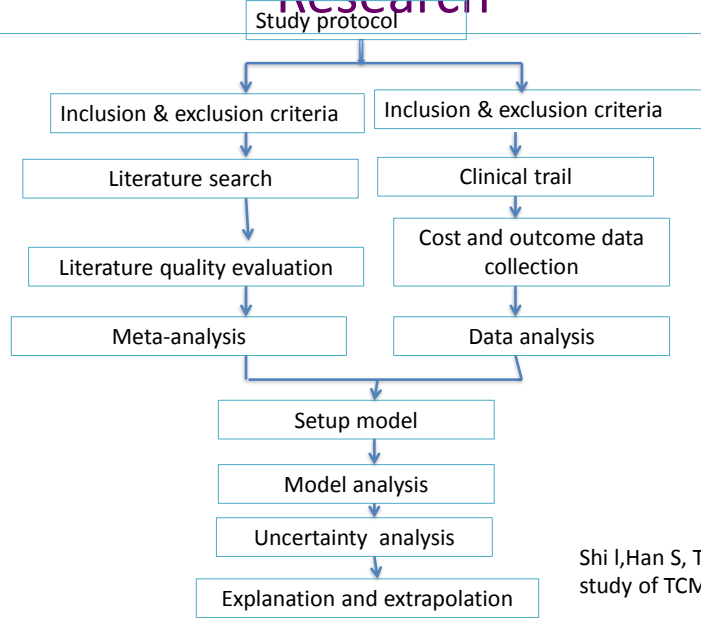 Research
Study protocol
Inclusion & exclusion criteria
Inclusion & exclusion criteria
Literature search
Clinical trail
Cost and outcome data
collection
Literature quality evaluation
Meta-analysis
Data analysis
Setup model
Model analysis
Uncertainty analysis
Explanation and extrapolation
Shi l,Han S, T
study of TCM